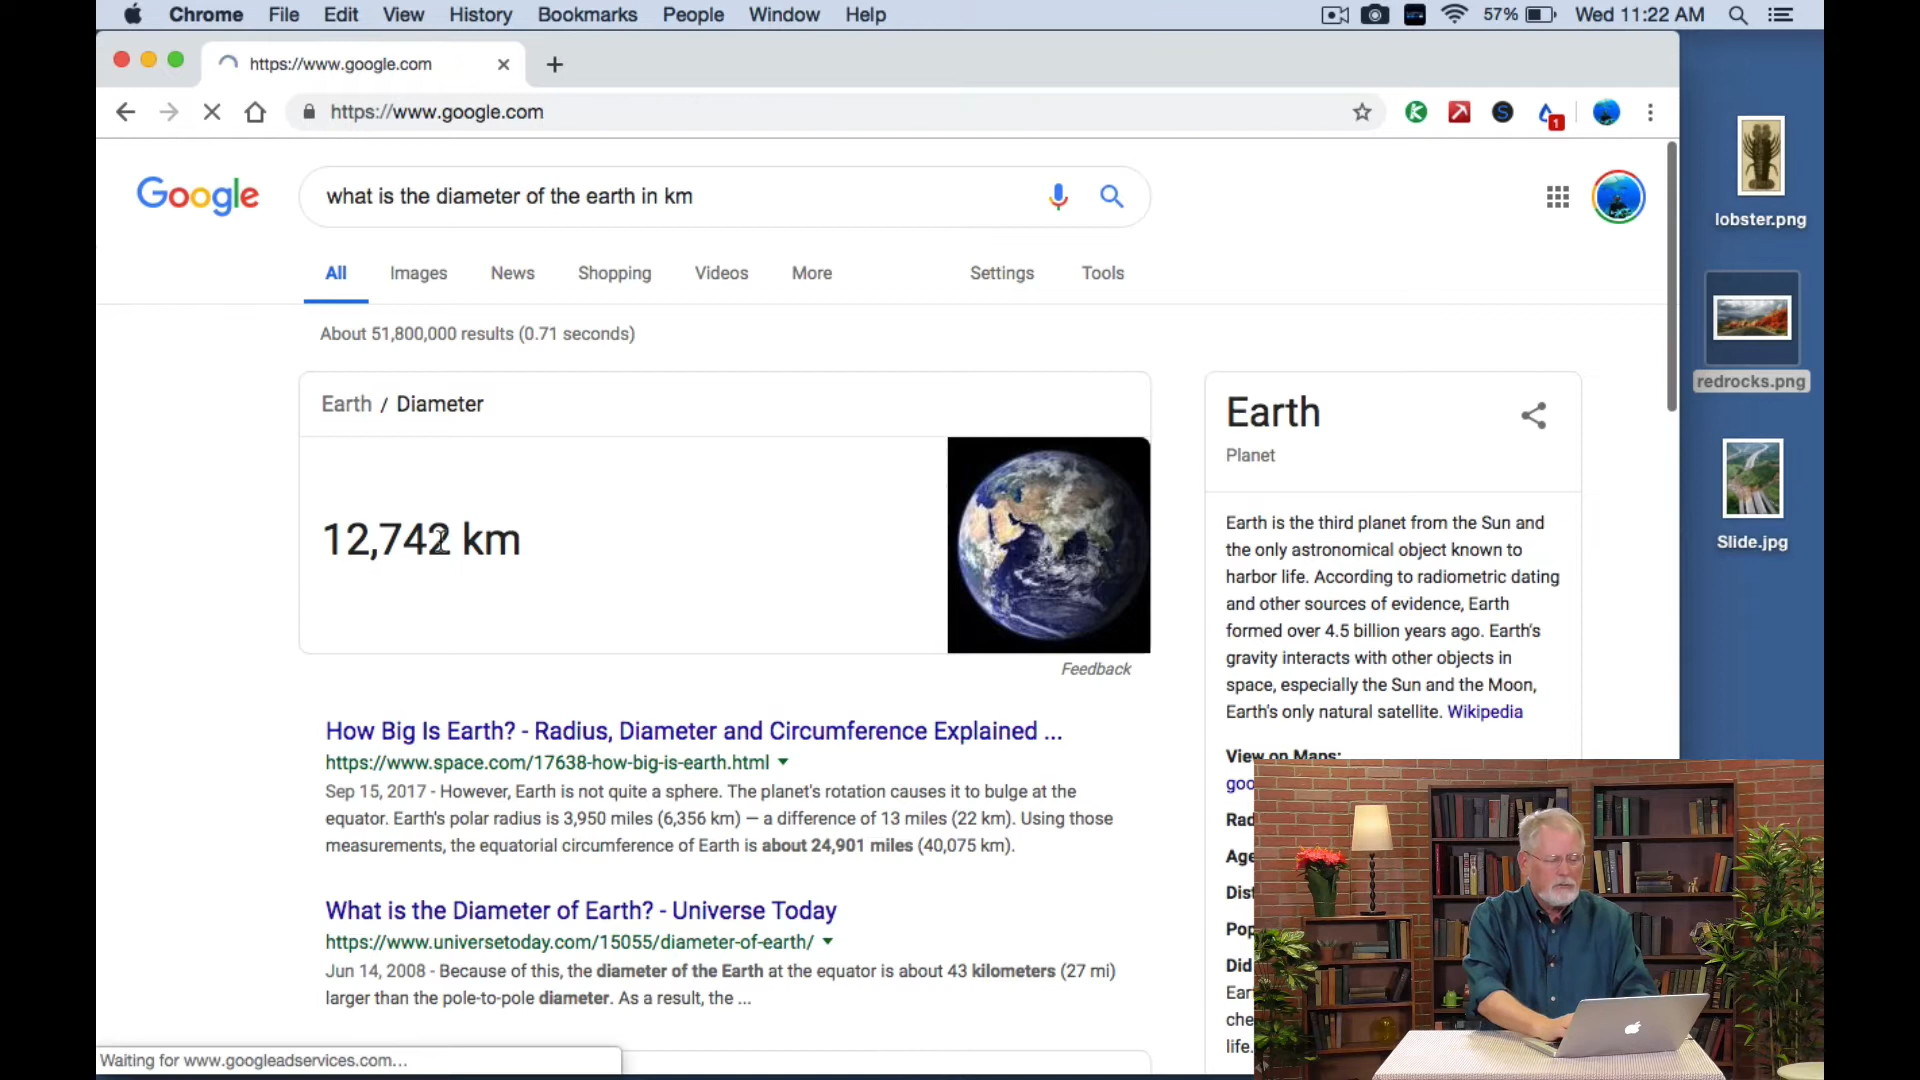 Chrome File Edit View History Bookmarks People Window Help 57% Wed 11:22 AM
https://www.google.com
https://www.google.com
1
Google what is the diameter of the earth in km
All Images News Shopping Videos More Settings Tools
About 51,800,000 results (0.71 seconds)
Earth / Diameter
12,742 km
Feedback
How Big Is Earth? - Radius, Diameter and Circumference Explained ...
https://www.space.com/17638-how-big-is-earth.html
Sep 15, 2017 - However, Earth is not quite a sphere. The planet's rotation causes it to bulge at the
equator. Earth's polar radius is 3,950 miles (6,356 km) — a difference of 13 miles (22 km). Using those
measurements, the equatorial circumference of Earth is about 24,901 miles (40,075 km).
What is the Diameter of Earth? - Universe Today
https://www.universetoday.com/15055/diameter-of-earth/
Jun 14, 2008 - Because of this, the diameter of the Earth at the equator is about 43 kilometers (27 mi)
larger than the pole-to-pole diameter. As a result, the ...
Waiting for www.googleadservices.com...
Earth
Planet
Earth is the third planet from the Sun and
the only astronomical object known to
harbor life. According to radiometric dating
and other sources of evidence, Earth
formed over 4.5 billion years ago. Earth's
gravity interacts with other objects in
space, especially the Sun and the Moon,
Earth's only natural satellite. Wikipedia
View on Maps:
goo
Rad
Age
Dist
Pop
Did
Ear
che
life.
lobster.png
redrocks.png
Slide.jpg